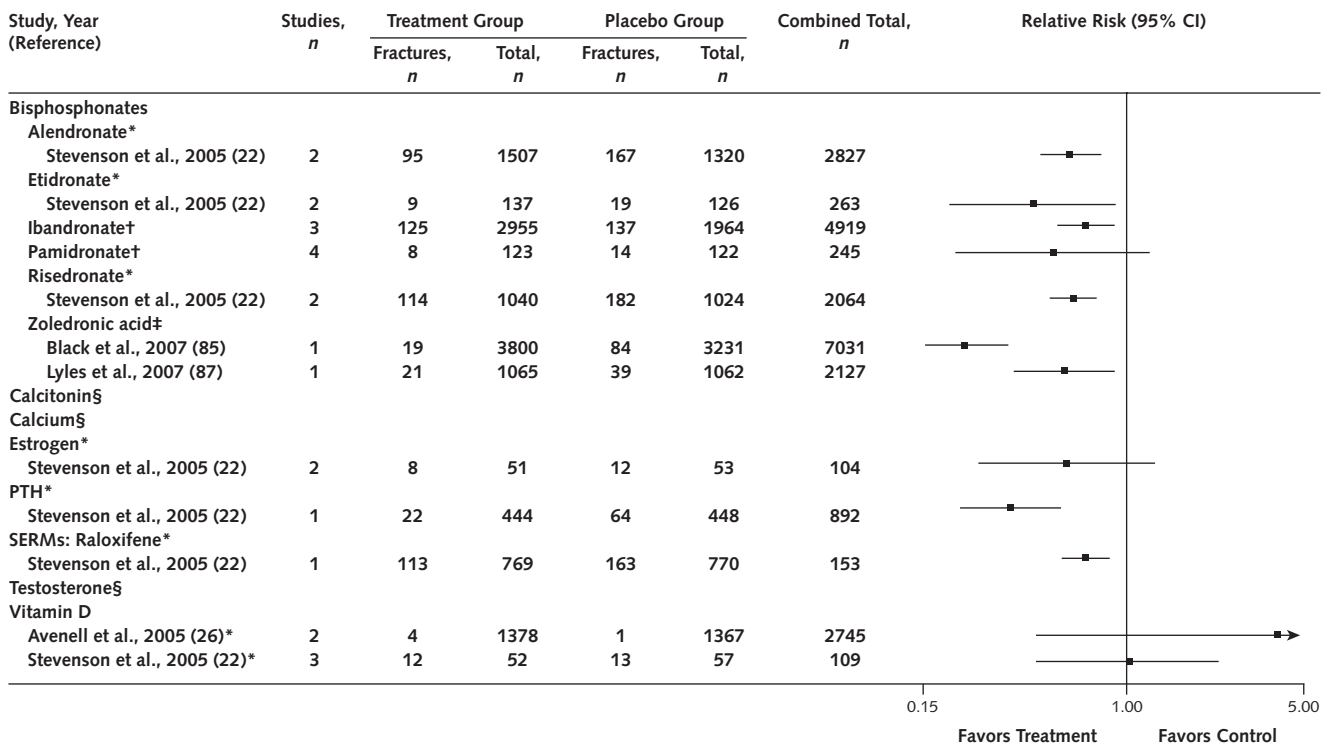 Study, Year Studies, Treatment Group Placebo Group Combined Total, Relative Risk (95% CI)
(Reference) n n
Fractures, Total, Fractures, Total,
n n n n
Bisphosphonates
Alendronate*
Stevenson et al., 2005 (22) 2 95 1507 167 1320 2827
Etidronate*
Stevenson et al., 2005 (22) 2 9 137 19 126 263
Ibandronate† 3 125 2955 137 1964 4919
Pamidronate† 4 8 123 14 122 245
Risedronate*
Stevenson et al., 2005 (22) 2 114 1040 182 1024 2064
Zoledronic acid‡
Black et al., 2007 (85) 1 19 3800 84 3231 7031
Lyles et al., 2007 (87) 1 21 1065 39 1062 2127
Calcitonin§
Calcium§
Estrogen*
Stevenson et al., 2005 (22) 2 8 51 12 53 104
PTH*
Stevenson et al., 2005 (22) 1 22 444 64 448 892
SERMs: Raloxifene*
Stevenson et al., 2005 (22) 1 113 769 163 770 153
Testosterone§
Vitamin D
Avenell et al., 2005 (26)* 2 4 1378 1 1367 2745
Stevenson et al., 2005 (22)* 3 12 52 13 57 109
0.15 1.00 5.00
Favors Treatment Favors Control